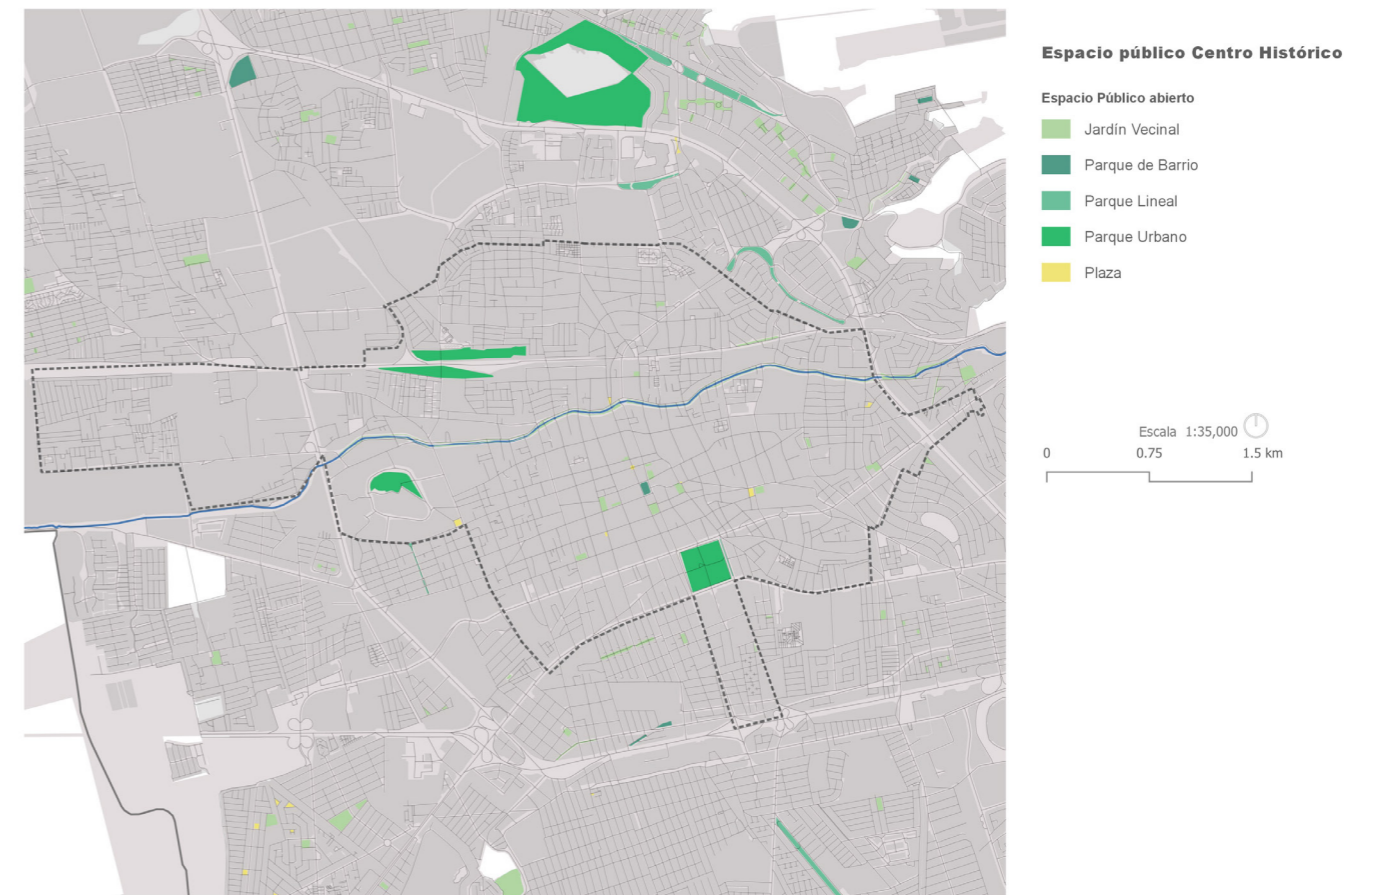 Espacio público Centro Histórico
Espacio Público abierto
Jardín Vecinal
Parque de Barrio
Parque Lineal
Parque Urbano
Plaza
Escala 1:35,000
0 0.75 1.5 km